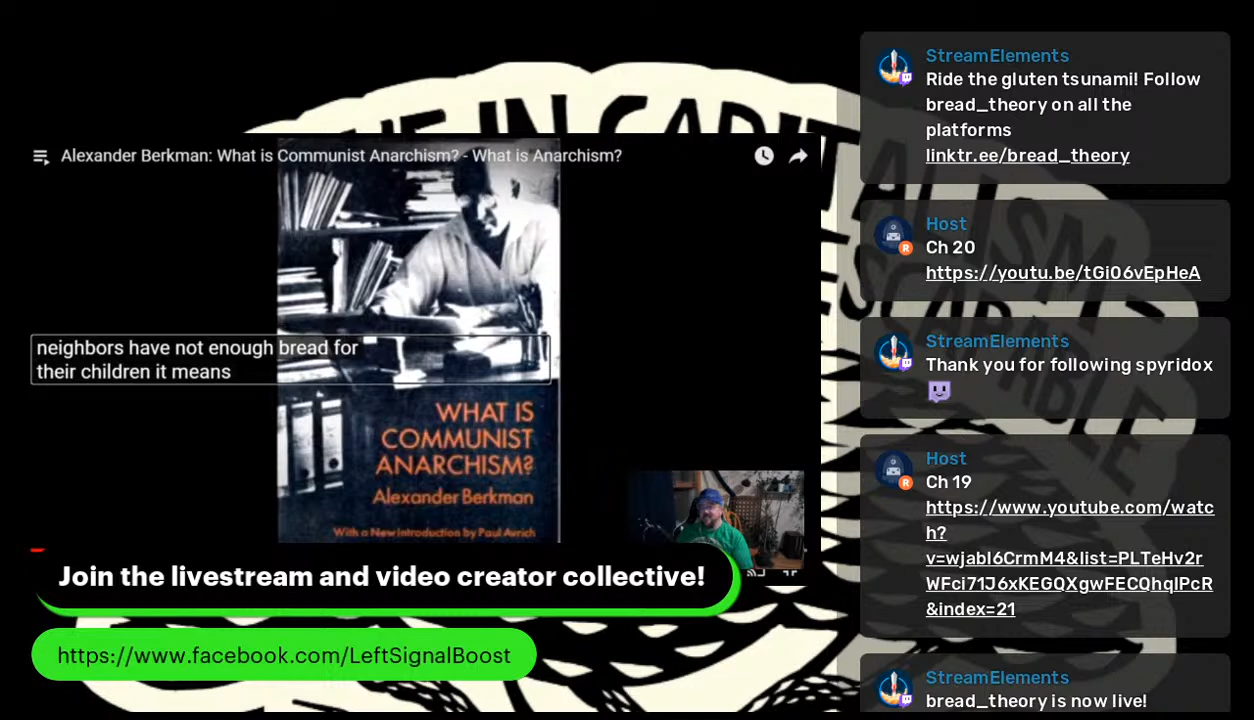 VE IN CAPITALISM -
ESCAPABLE
Alexander Berkman: What is Communist Anarchism? - What is Anarchism?
neighbors have not enough bread for
their children it means
WHAT IS
COMMUNIST
ANARCHISM?
Alexander Berkman
With a New Introduction by Paul Avrich
Join the livestream and video creator collective!
https://www.facebook.com/LeftSignalBoost
StreamElements
Ride the gluten tsunami! Follow
bread_theory on all the
platforms
linktr.ee/bread_theory
Host
Ch 20
https://youtu.be/tGi06vEpHeA
StreamElements
Thank you for following spyridox
Host
Ch 19
https://www.youtube.com/watc
h?
v=wjabl6CrmM4&list=PLTeHv2r
WFci71J6xKEGQXgwFECQhqlPcR
&index=21
StreamElements
bread_theory is now live!